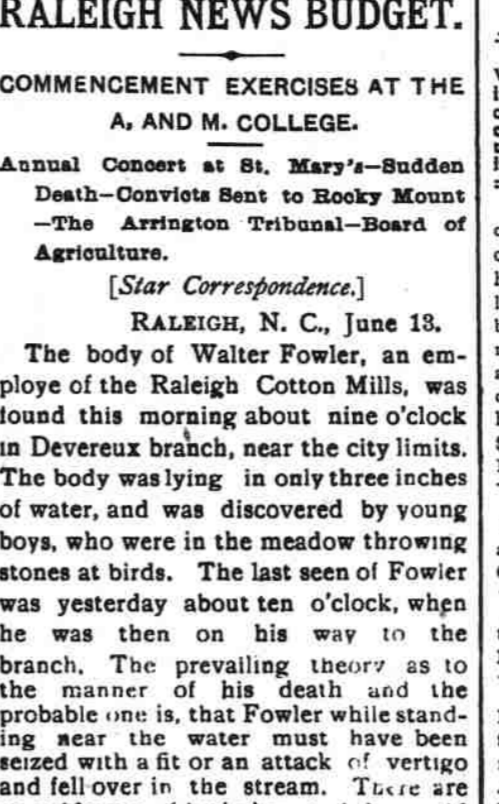 RALEIGH NEWS BUDGET.
COMMENCEMENT EXERCISES AT THE
A, AND M. COLLEGE.
Annual Concert at St. Mary's—Sudden
Death—Convicts Sent to Rocky Mount
—The Arrington Tribunal—Board of
Agriculture.
[Star Correspondence.]
RALEIGH, N. C., June 13.
The body of Walter Fowler, an em-
ploye of the Raleigh Cotton Mills, was
found this morning about nine o'clock
in Devereux branch, near the city limits.
The body was lying in only three inches
of water, and was discovered by young
boys, who were in the meadow throwing
stones at birds. The last seen of Fowler
was yesterday about ten o'clock, when
he was then on his way to the
branch. The prevailing theory as to
the manner of his death and the
probable one is, that Fowler while stand-
ing near the water must have been
seized with a fit or an attack of vertigo
and fell over in the stream. There are